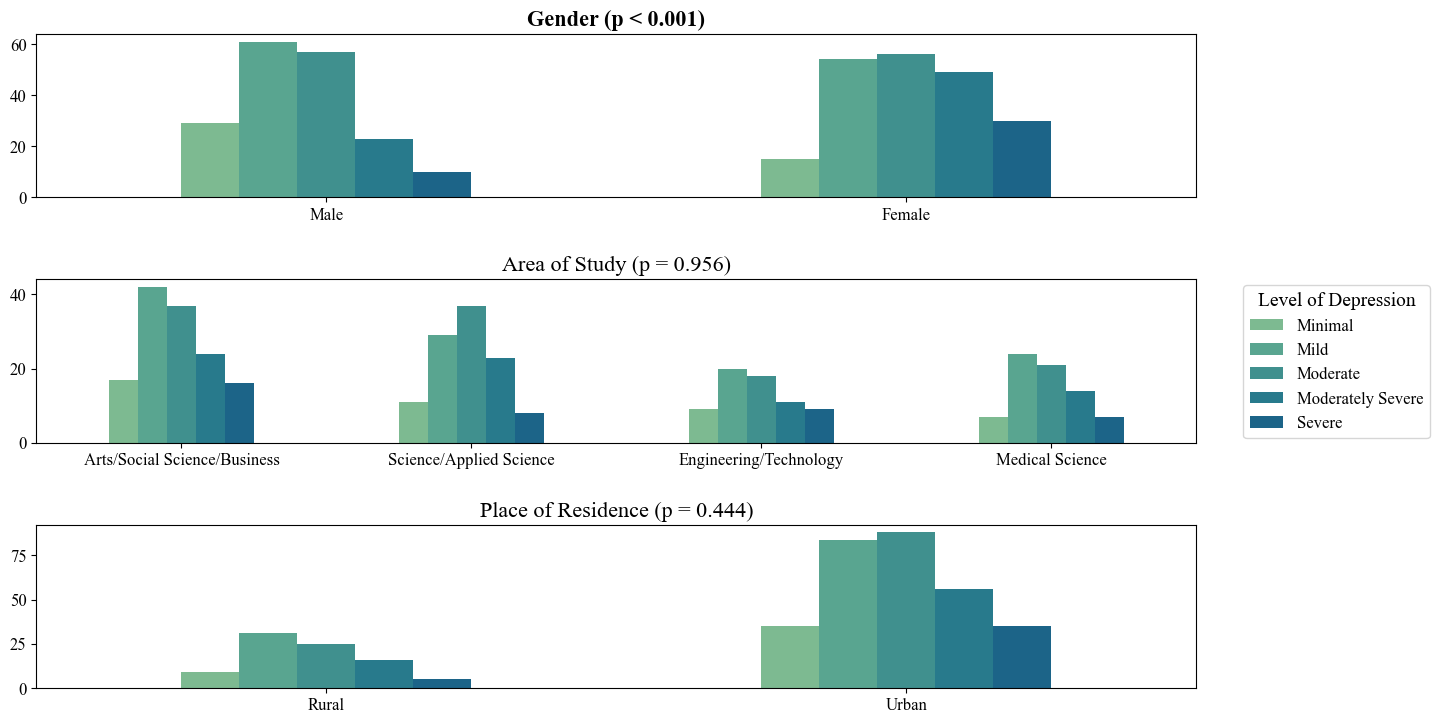 Gender (p < 0.001)
60
40
20
0
Male
Female
Area of Study (p = 0.956)
40
20
0
Arts/Social Science/Business
Science/Applied Science
Engineering/Technology
Medical Science
Level of Depression
Minimal
Mild
Moderate
Moderately Severe
Severe
Place of Residence (p = 0.444)
75
50
25
0
Rural
Urban